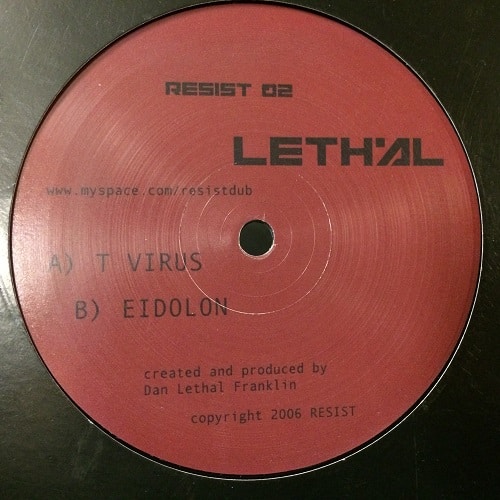 RESIST 02
LETH'AL
www.myspace.com/resistdub
A) T VIRUS
B) EIDOLON
created and produced by
Dan Lethal Franklin
copyright 2006 RESIST